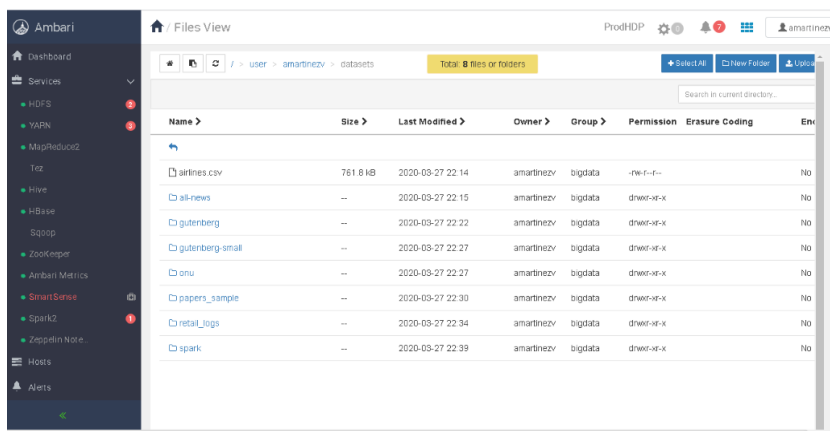 Ambari
/ Files View
ProdHDP
0
7
amartinezv
Dashboard
Services
HDFS 2
YARN 3
MapReduce2
Tez
Hive
HBase
Sqoop
ZooKeeper
Ambari Metrics
SmartSense
Spark2 1
Zeppelin Note...
Hosts
Alerts
«
/ > user > amartinezv > datasets
Total: 8 files or folders
Select All
New Folder
Uploa
Search in current directory...
Name > Size > Last Modified > Owner > Group > Permission Erasure Coding Enc
airlines.csv 761.8 kB 2020-03-27 22:14 amartinezv bigdata -rw-r--r-- No
all-news -- 2020-03-27 22:15 amartinezv bigdata drwxr-xr-x No
gutenberg -- 2020-03-27 22:22 amartinezv bigdata drwxr-xr-x No
gutenberg-small -- 2020-03-27 22:27 amartinezv bigdata drwxr-xr-x No
onu -- 2020-03-27 22:27 amartinezv bigdata drwxr-xr-x No
papers_sample -- 2020-03-27 22:30 amartinezv bigdata drwxr-xr-x No
retail_logs -- 2020-03-27 22:34 amartinezv bigdata drwxr-xr-x No
spark -- 2020-03-27 22:39 amartinezv bigdata drwxr-xr-x No